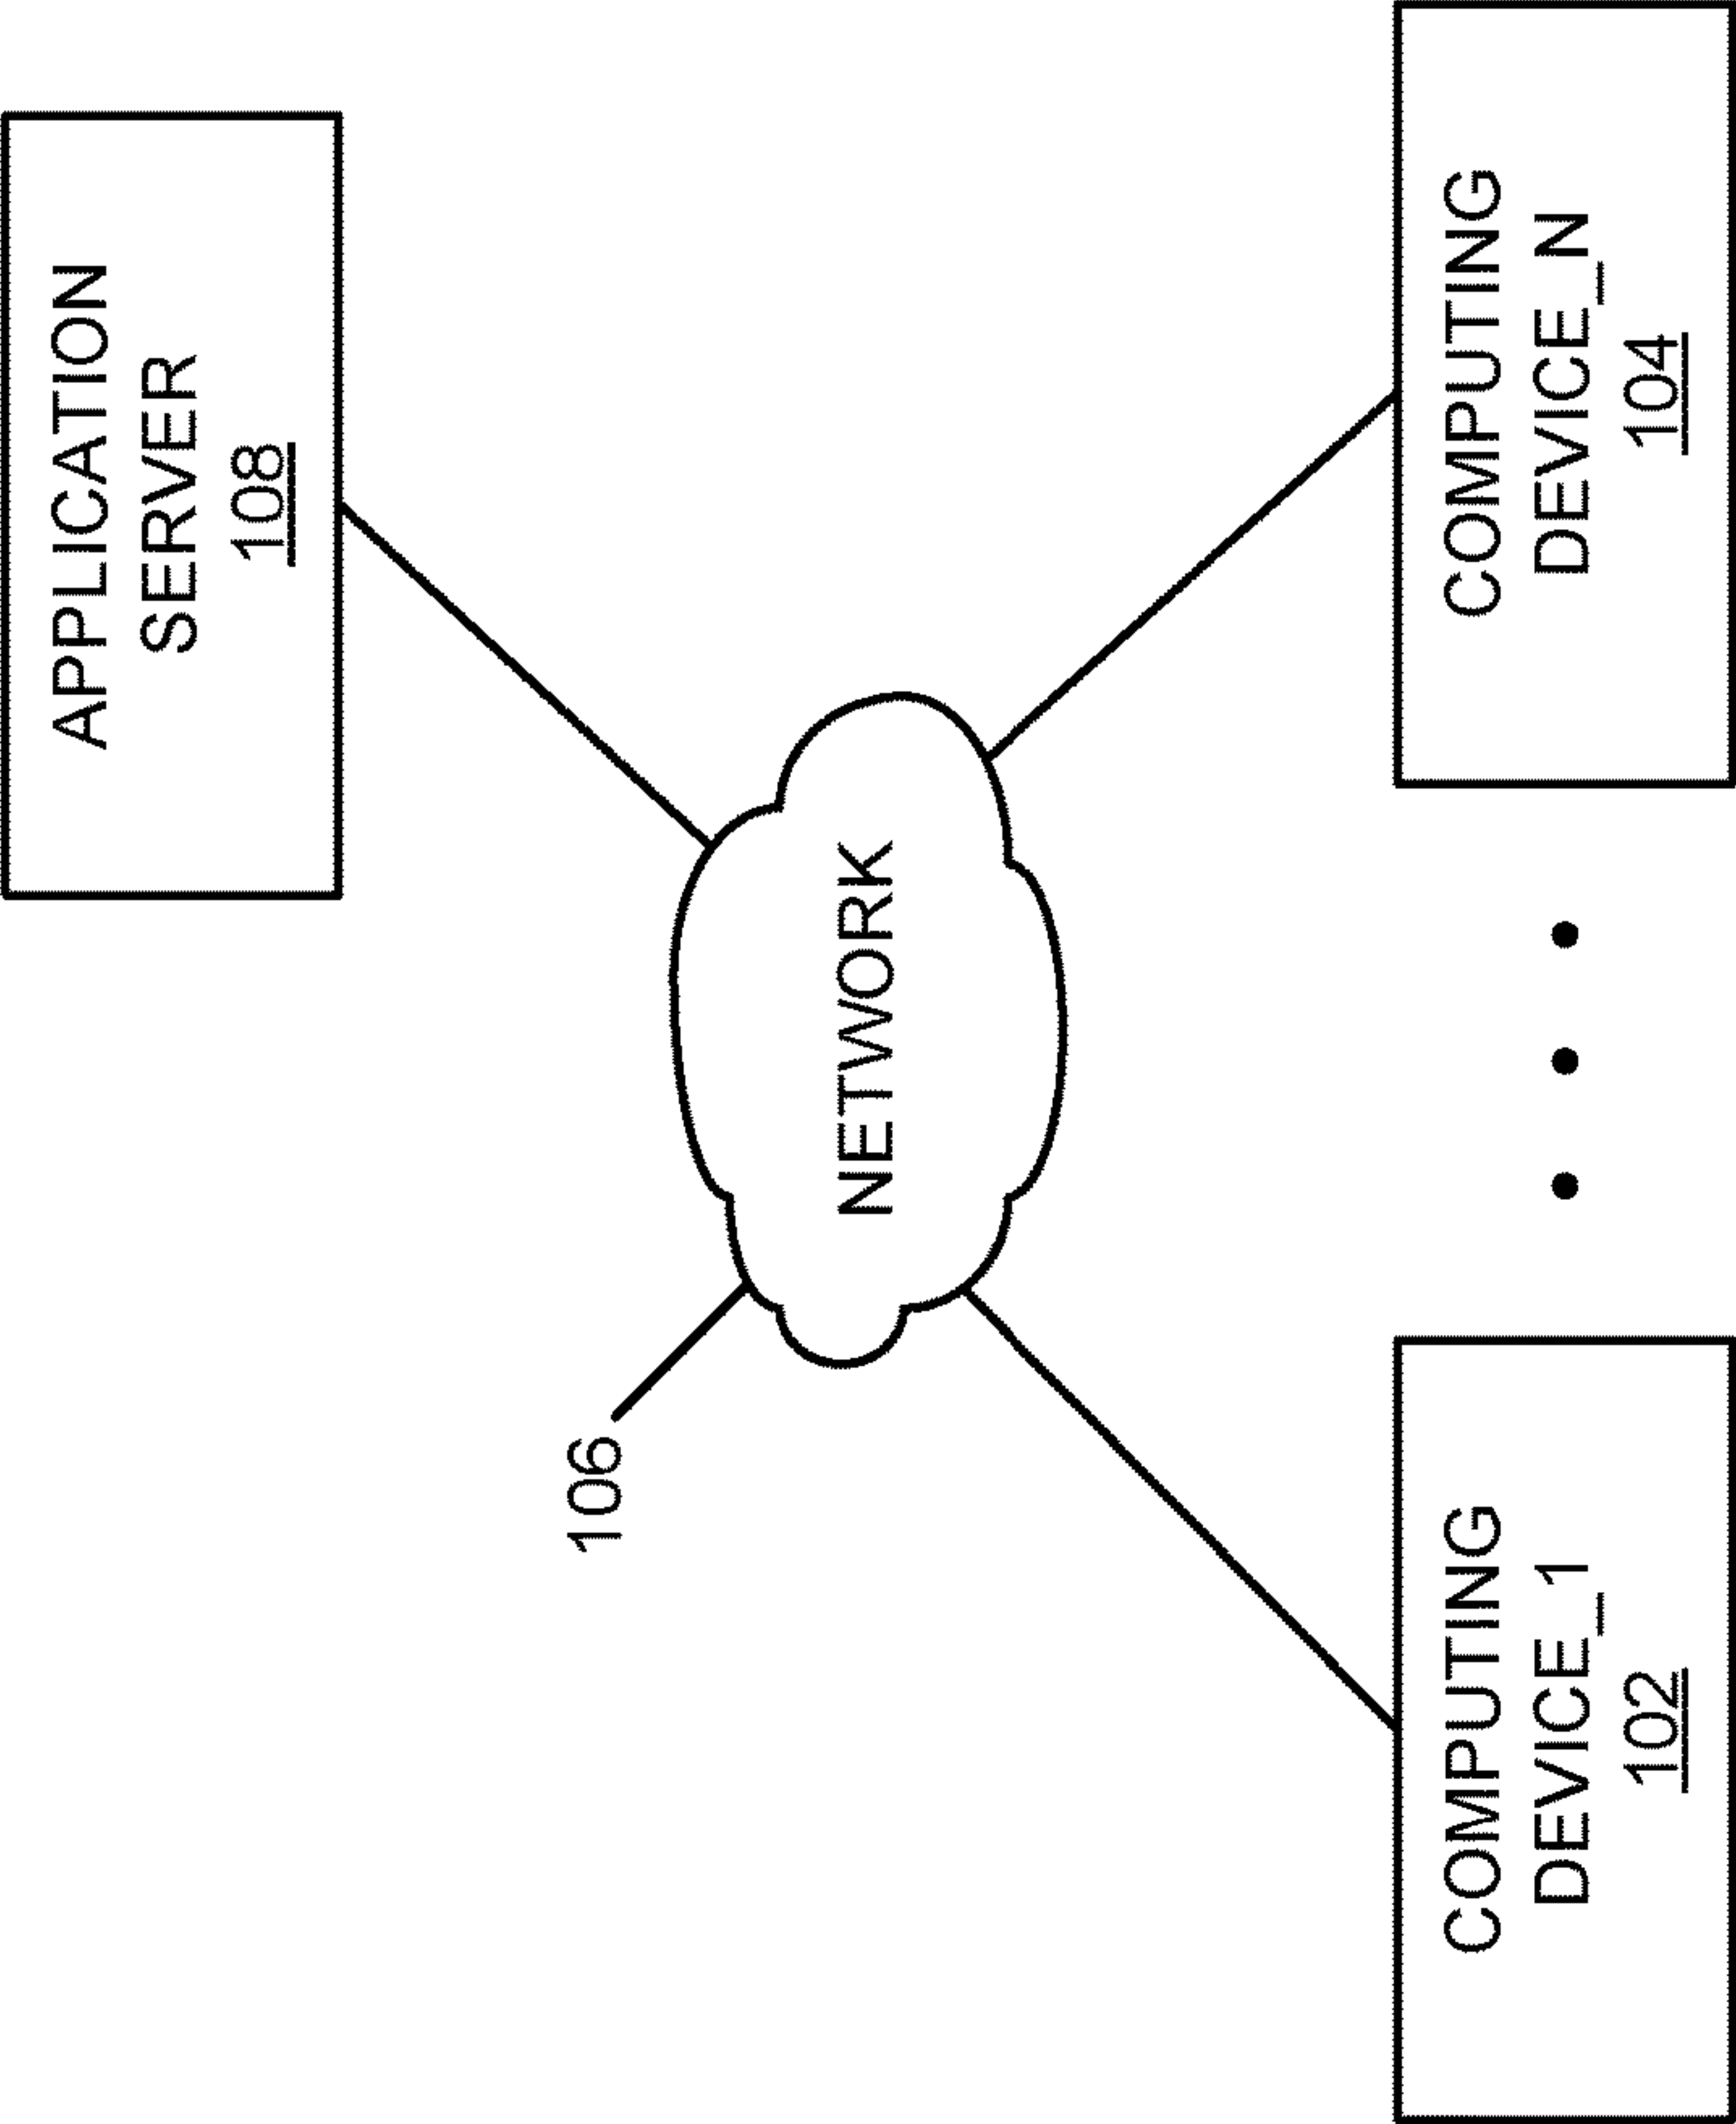 APPLICATION
SERVER
108
106
NETWORK
COMPUTING
DEVICE_1
102
COMPUTING
DEVICE_N
104